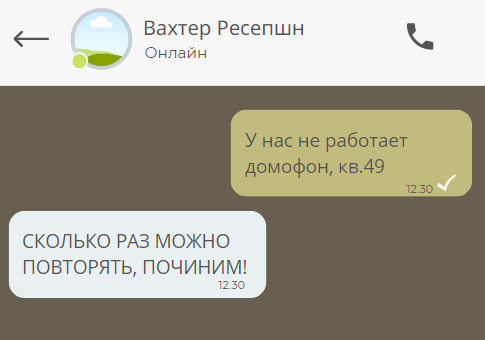 Вахтер Ресепшн
Онлайн
У нас не работает
домофон, кв.49
12.30
СКОЛЬКО РАЗ МОЖНО
ПОВТОРЯТЬ, ПОЧИНИМ!
12.30